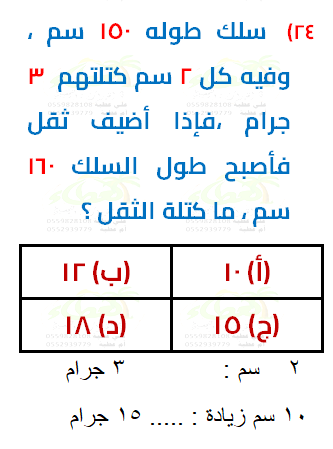 ٢٤) سلك طوله ١٥٠ سم ،
وفيه كل ٢ سم كتلتهم ٣
جرام ،فإذا أضيف ثقل
فأصبح طول السلك ١٦٠
سم ، ما كتلة الثقل ؟
(أ) ١٠ (ب) ١٢
(ج) ١٥ (د) ١٨
٢ سم : ٣ جرام
١٠ سم زيادة : ..... ١٥ جرام